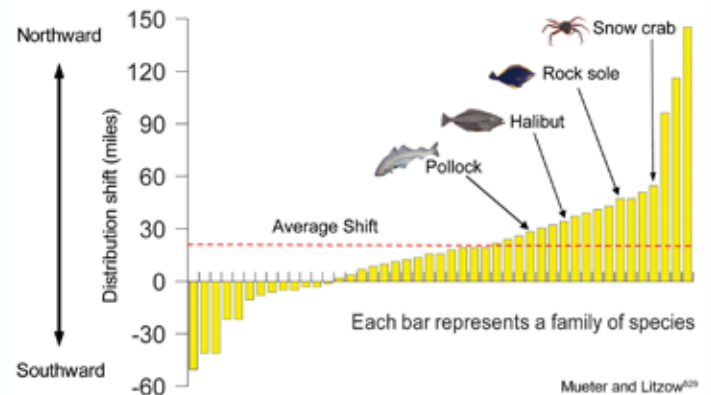 Northward
Southward
Distribution shift (miles)
150
120
90
60
30
0
-30
-60
Snow crab
Rock sole
Halibut
Pollock
Average Shift
Each bar represents a family of species
Mueter and Litzow⁵²⁹